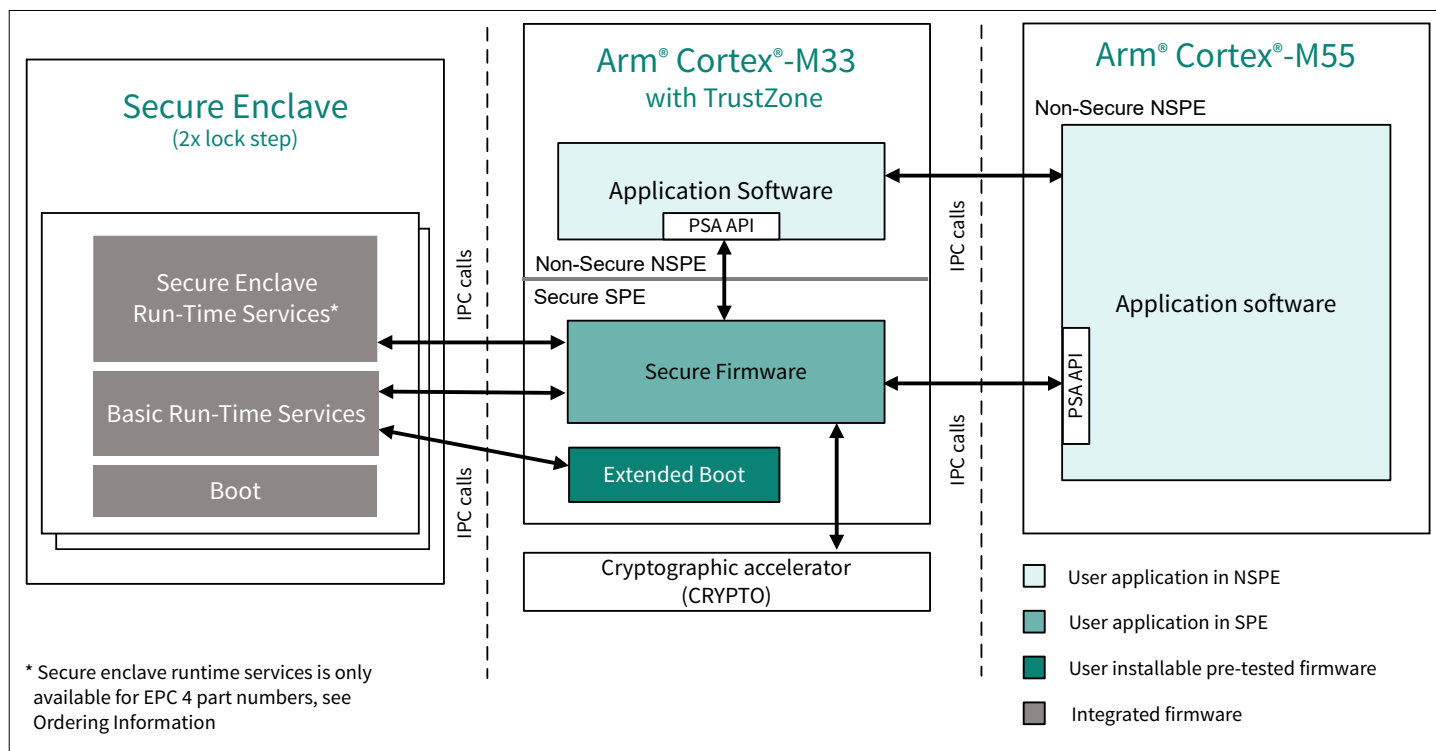 Secure Enclave
(2x lock step)
Secure Enclave
Run-Time Services*
Basic Run-Time Services
Boot
* Secure enclave runtime services is only
available for EPC 4 part numbers, see
Ordering Information
IPC calls
IPC calls
Arm® Cortex®-M33
with TrustZone
Application Software
PSA API
Non-Secure NSPE
Secure SPE
Secure Firmware
Extended Boot
Cryptographic accelerator
(CRYPTO)
IPC calls
IPC calls
Arm® Cortex®-M55
Non-Secure NSPE
Application software
PSA API
User application in NSPE
User application in SPE
User installable pre-tested firmware
Integrated firmware